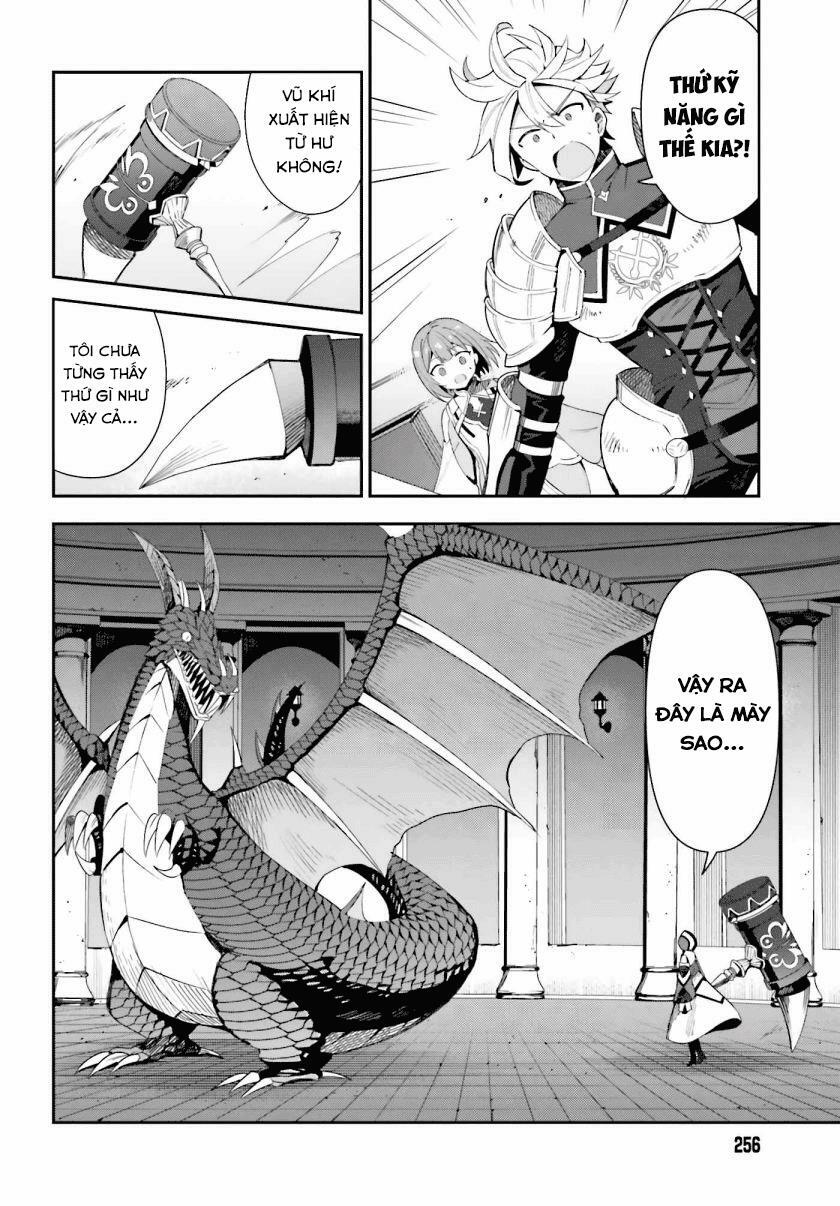 THỨ KỸ
NĂNG GÌ
THẾ KIA?!
VŨ KHÍ
XUẤT HIỆN
TỪ HƯ
KHÔNG!
TÔI CHƯA
TỪNG THẤY
THỨ GÌ NHƯ
VẬY CẢ...
VẬY RA
ĐÂY LÀ MÀY
SAO...
256